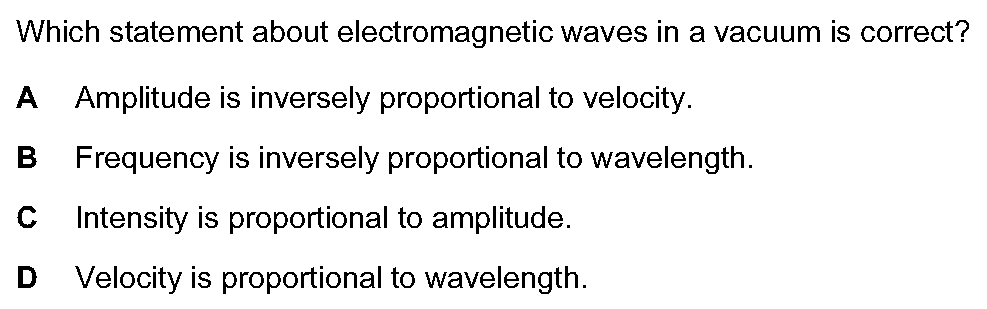 Which statement about electromagnetic waves in a vacuum is correct?
A Amplitude is inversely proportional to velocity.
B Frequency is inversely proportional to wavelength.
C Intensity is proportional to amplitude.
D Velocity is proportional to wavelength.